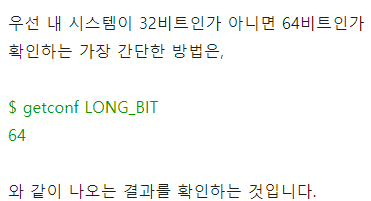 우선 내 시스템이 32비트인가 아니면 64비트인가
확인하는 가장 간단한 방법은,
$ getconf LONG_BIT
64
와 같이 나오는 결과를 확인하는 것입니다.